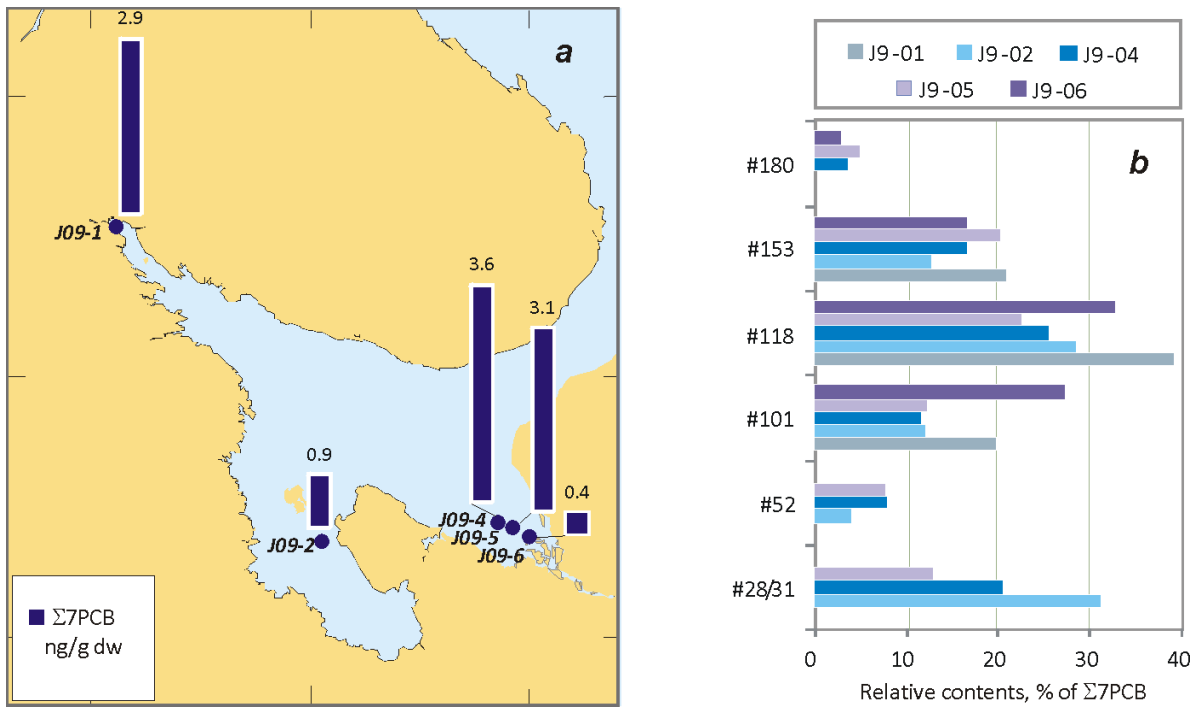 2.9
a
J09-1
3.6
3.1
0.9
0.4
J09-4
J09-5
J09-2
J09-6
Σ7PCB
ng/g dw
J9-01 J9-02 J9-04
J9-05 J9-06
b
#180
#153
#118
#101
#52
#28/31
0 10 20 30 40
Relative contents, % of Σ7PCB